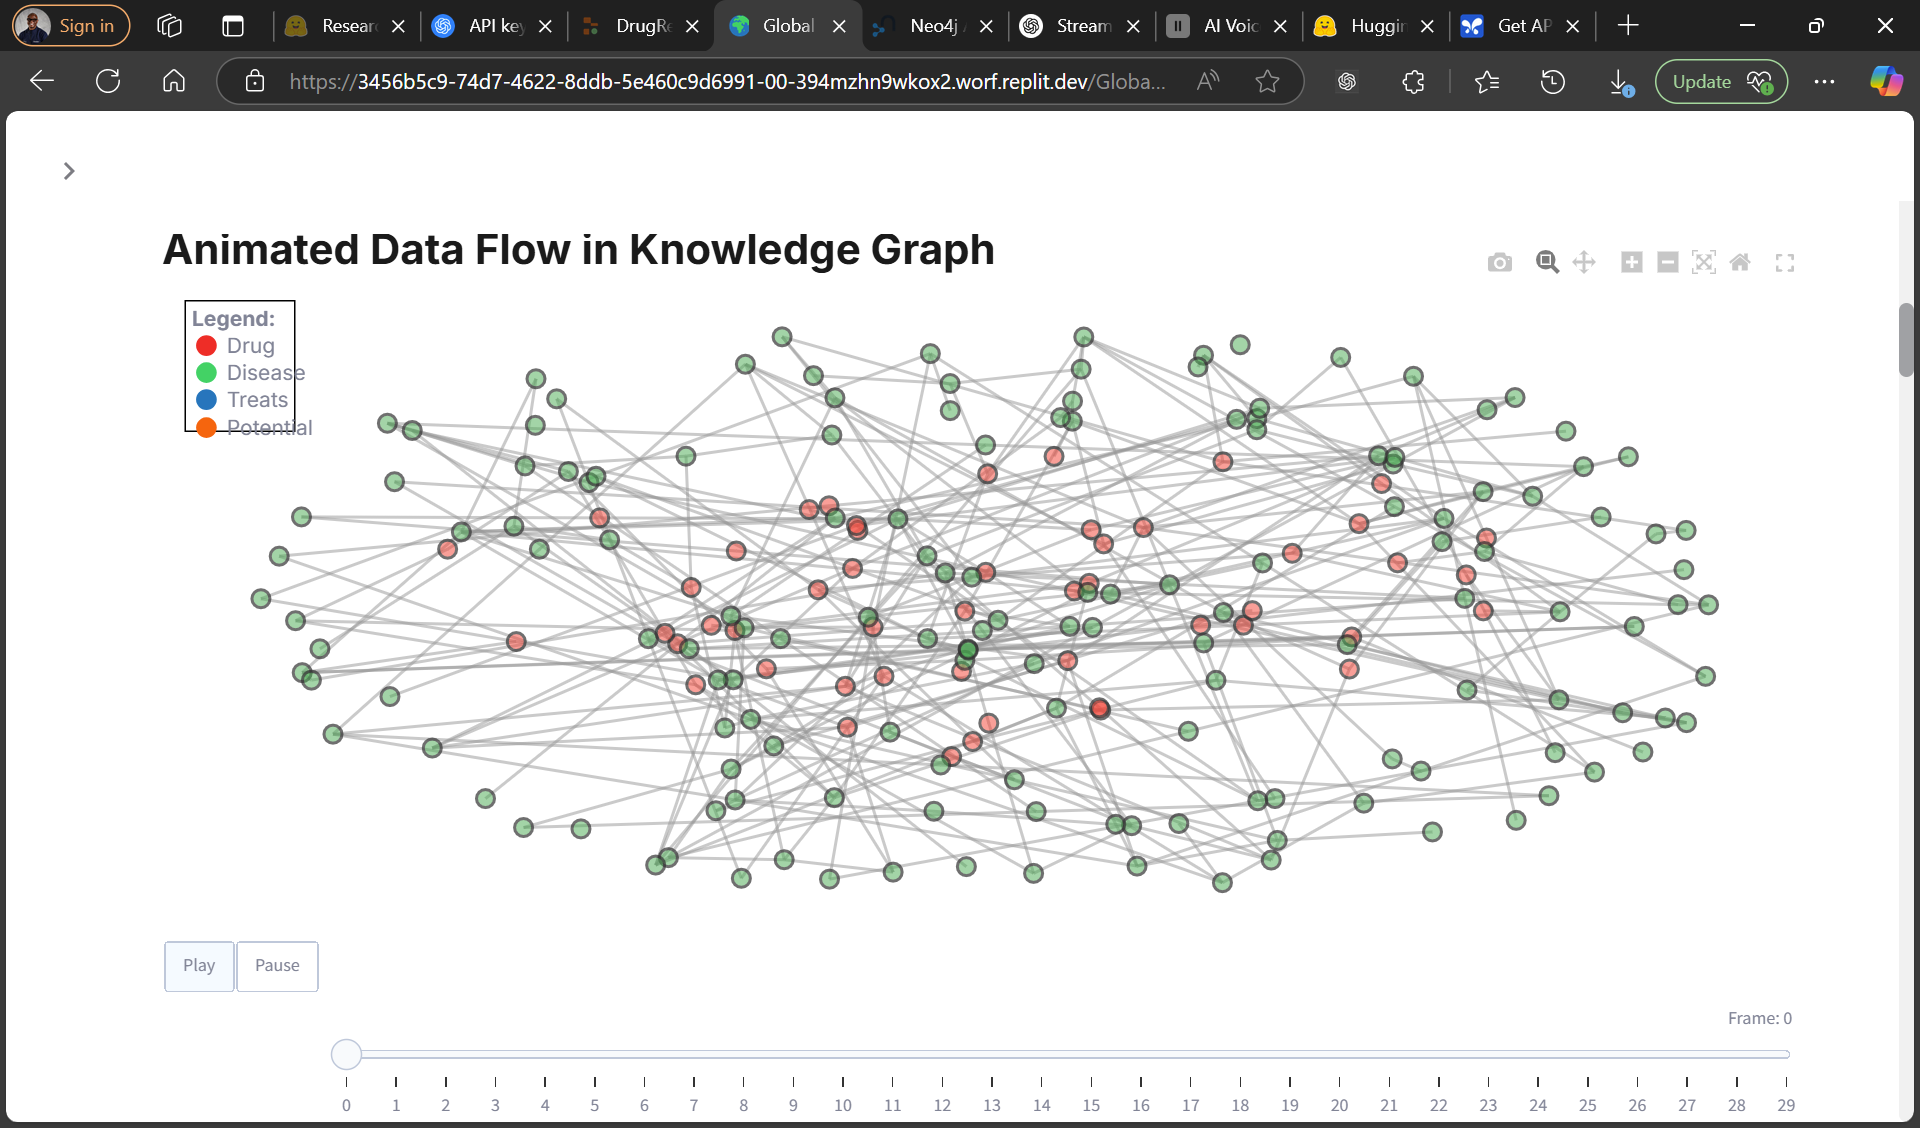 Sign in
Resear
API key
DrugRe
Global
Neo4j
Stream
AI Voic
Huggin
Get AP
https://3456b5c9-74d7-4622-8ddb-5e460c9d6991-00-394mzhn9wkox2.worf.replit.dev/Globa...
Update
Animated Data Flow in Knowledge Graph
Legend:
Drug
Disease
Treats
Potential
Play
Pause
Frame: 0
0 1 2 3 4 5 6 7 8 9 10 11 12 13 14 15 16 17 18 19 20 21 22 23 24 25 26 27 28 29